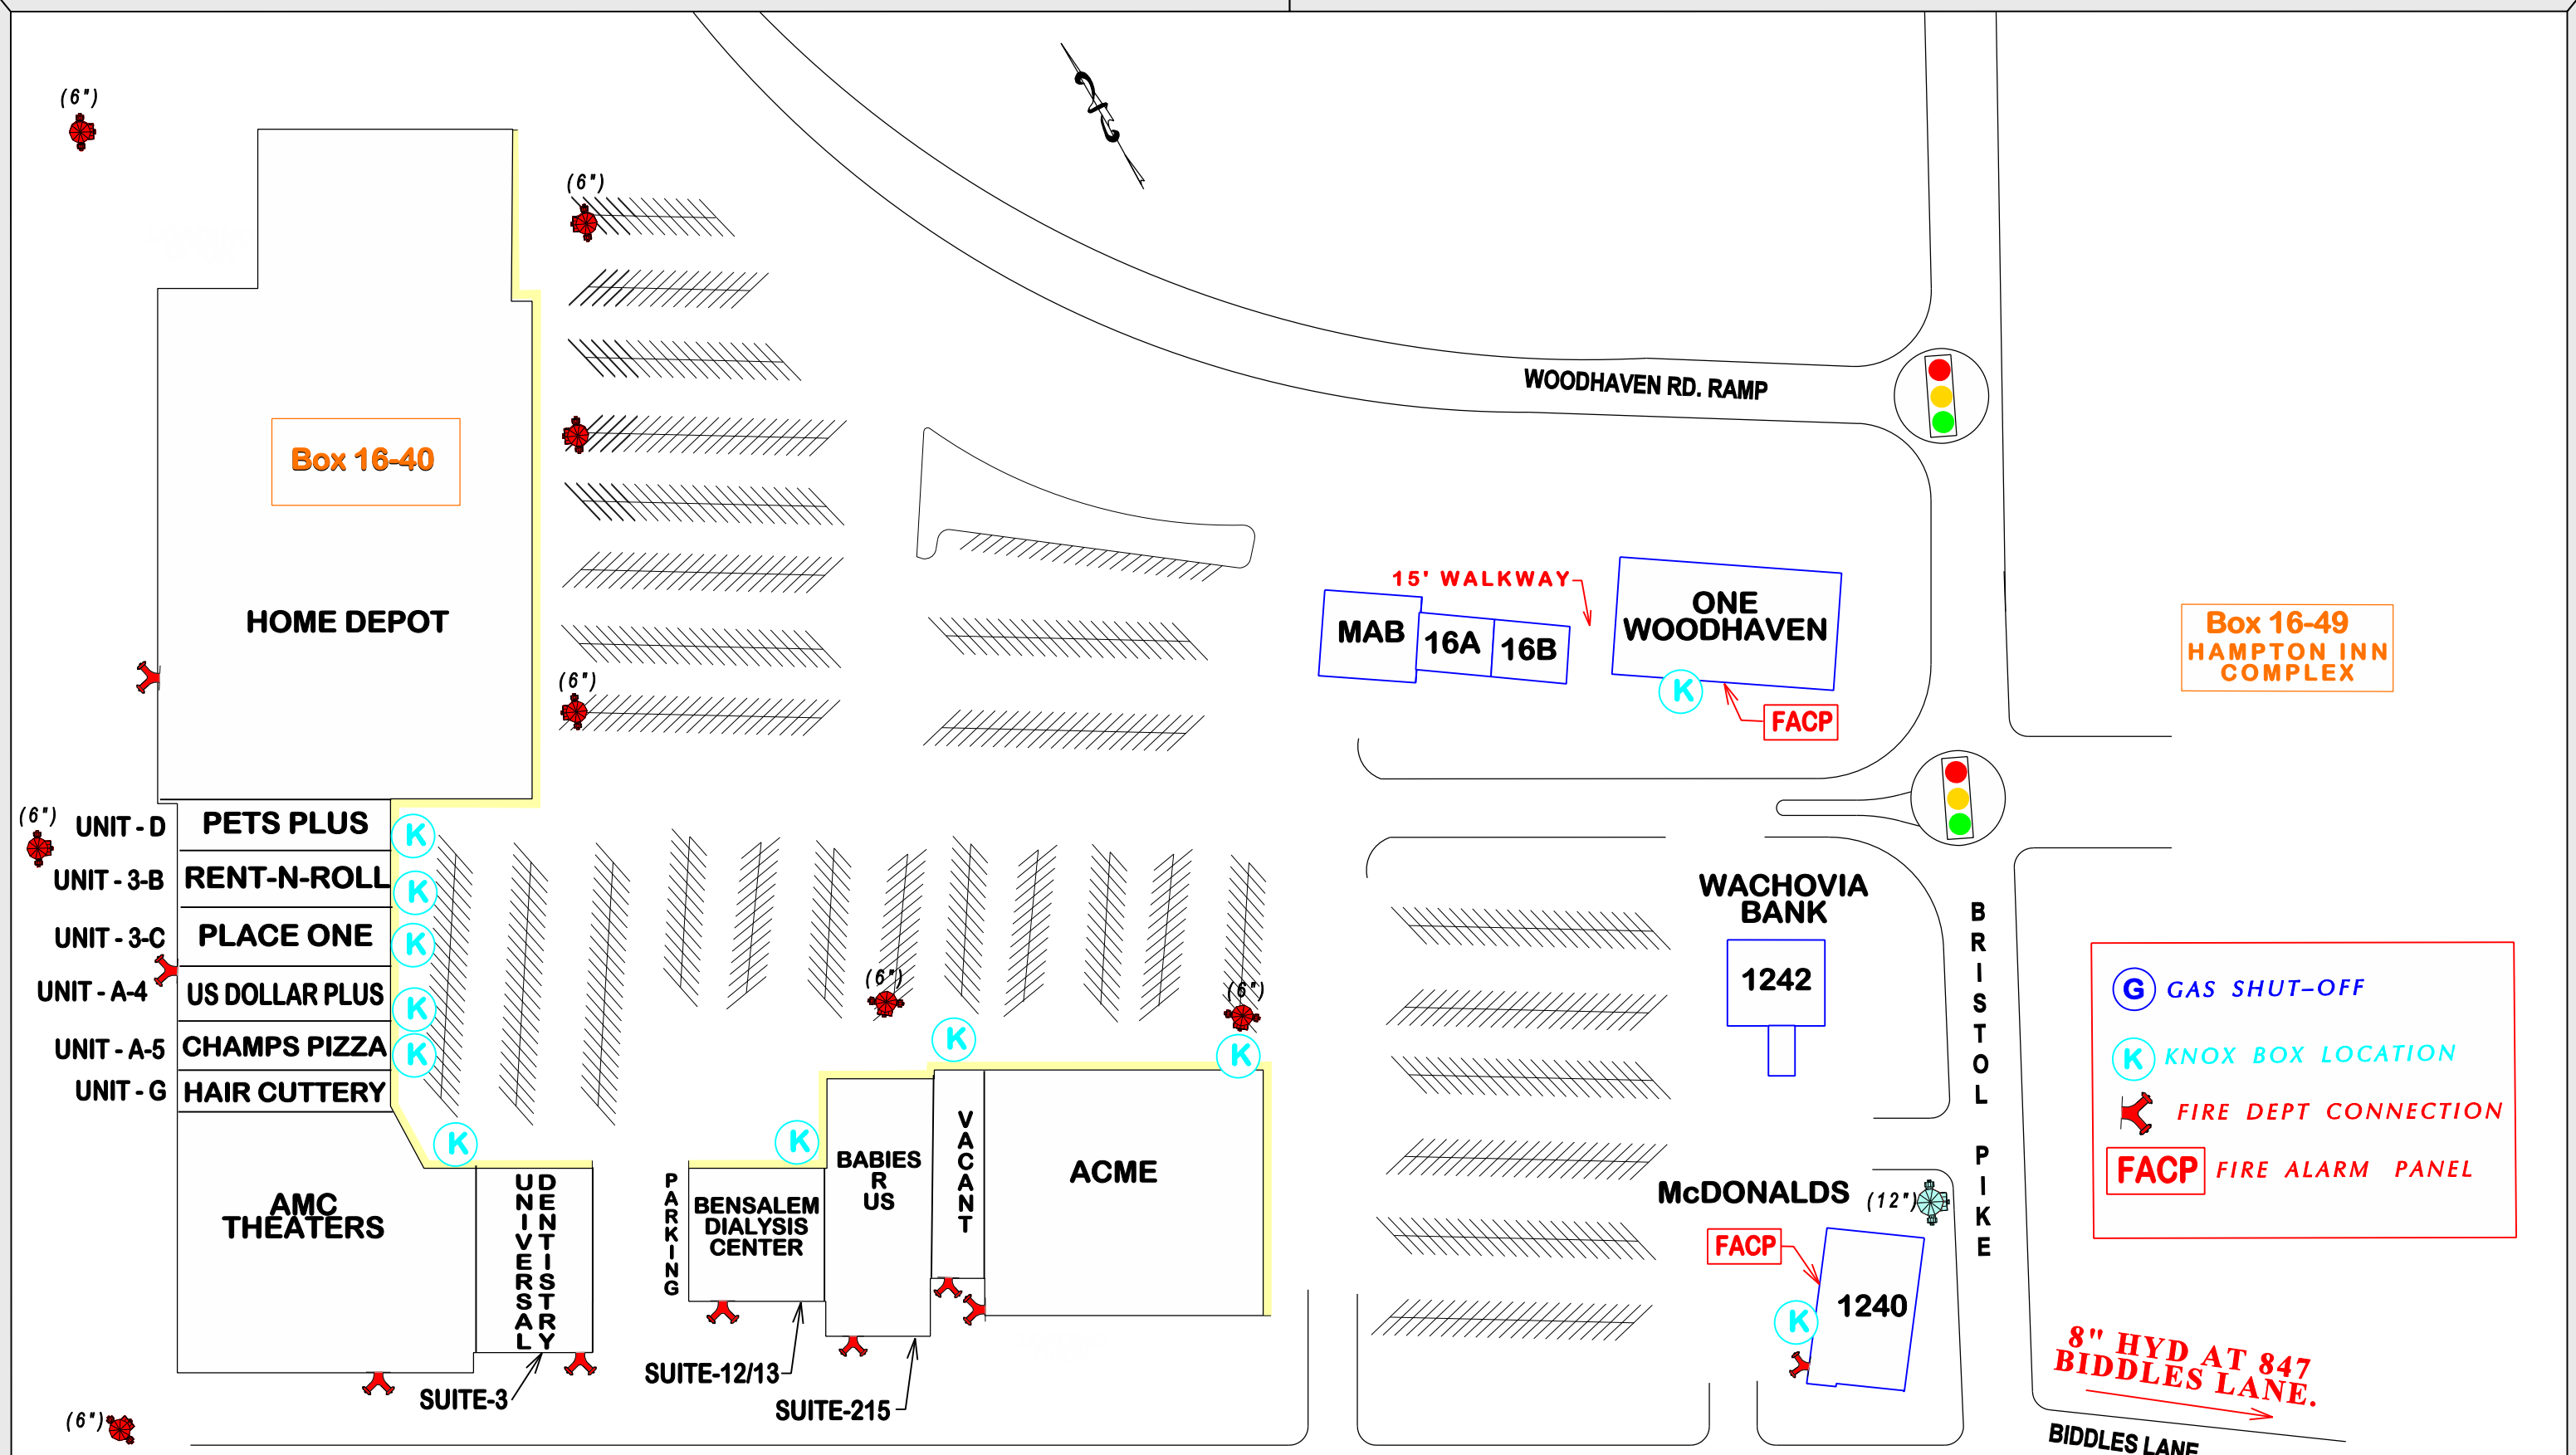 (6")
(6")
N
WOODHAVEN RD. RAMP
Box 16-40
15' WALKWAY
ONE
WOODHAVEN
MAB
16A
16B
K
FACP
Box 16-49
HAMPTON INN
COMPLEX
HOME DEPOT
(6")
(6")
UNIT - D
PETS PLUS
K
UNIT - 3-B
RENT-N-ROLL
K
UNIT - 3-C
PLACE ONE
K
UNIT - A-4
US DOLLAR PLUS
K
UNIT - A-5
CHAMPS PIZZA
K
UNIT - G
HAIR CUTTERY
K
AMC
THEATERS
UNIVERSAL
DENTISTRY
SUITE-3
(6")
PARKING
K
BENSALEM
DIALYSIS
CENTER
SUITE-12/13
BABIES
R
US
SUITE-215
(6")
K
VACANT
ACME
(6")
K
WACHOVIA
BANK
1242
BRISTOL PIKE
McDONALDS
(12")
FACP
K
1240
G GAS SHUT-OFF
K KNOX BOX LOCATION
FIRE DEPT CONNECTION
FACP FIRE ALARM PANEL
8" HYD AT 847
BIDDLES LANE.
BIDDLES LANE